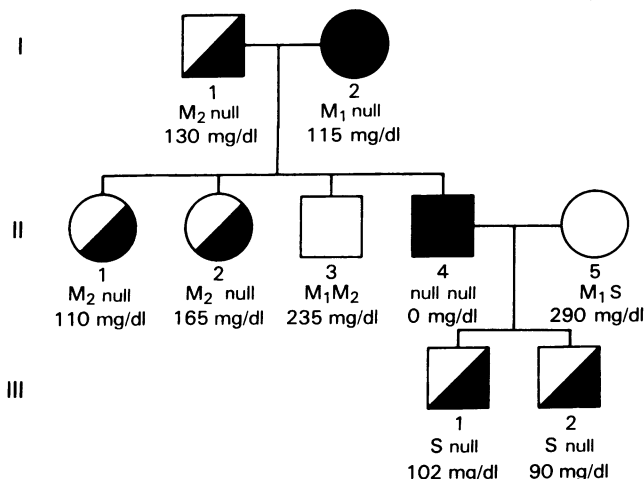 I
1 2
M₂ null M₁ null
130 mg/dl 115 mg/dl
II
1 2 3 4 5
M₂ null M₂ null M₁M₂ null null M₁ S
110 mg/dl 165 mg/dl 235 mg/dl 0 mg/dl 290 mg/dl
III
1 2
S null S null
102 mg/dl 90 mg/dl